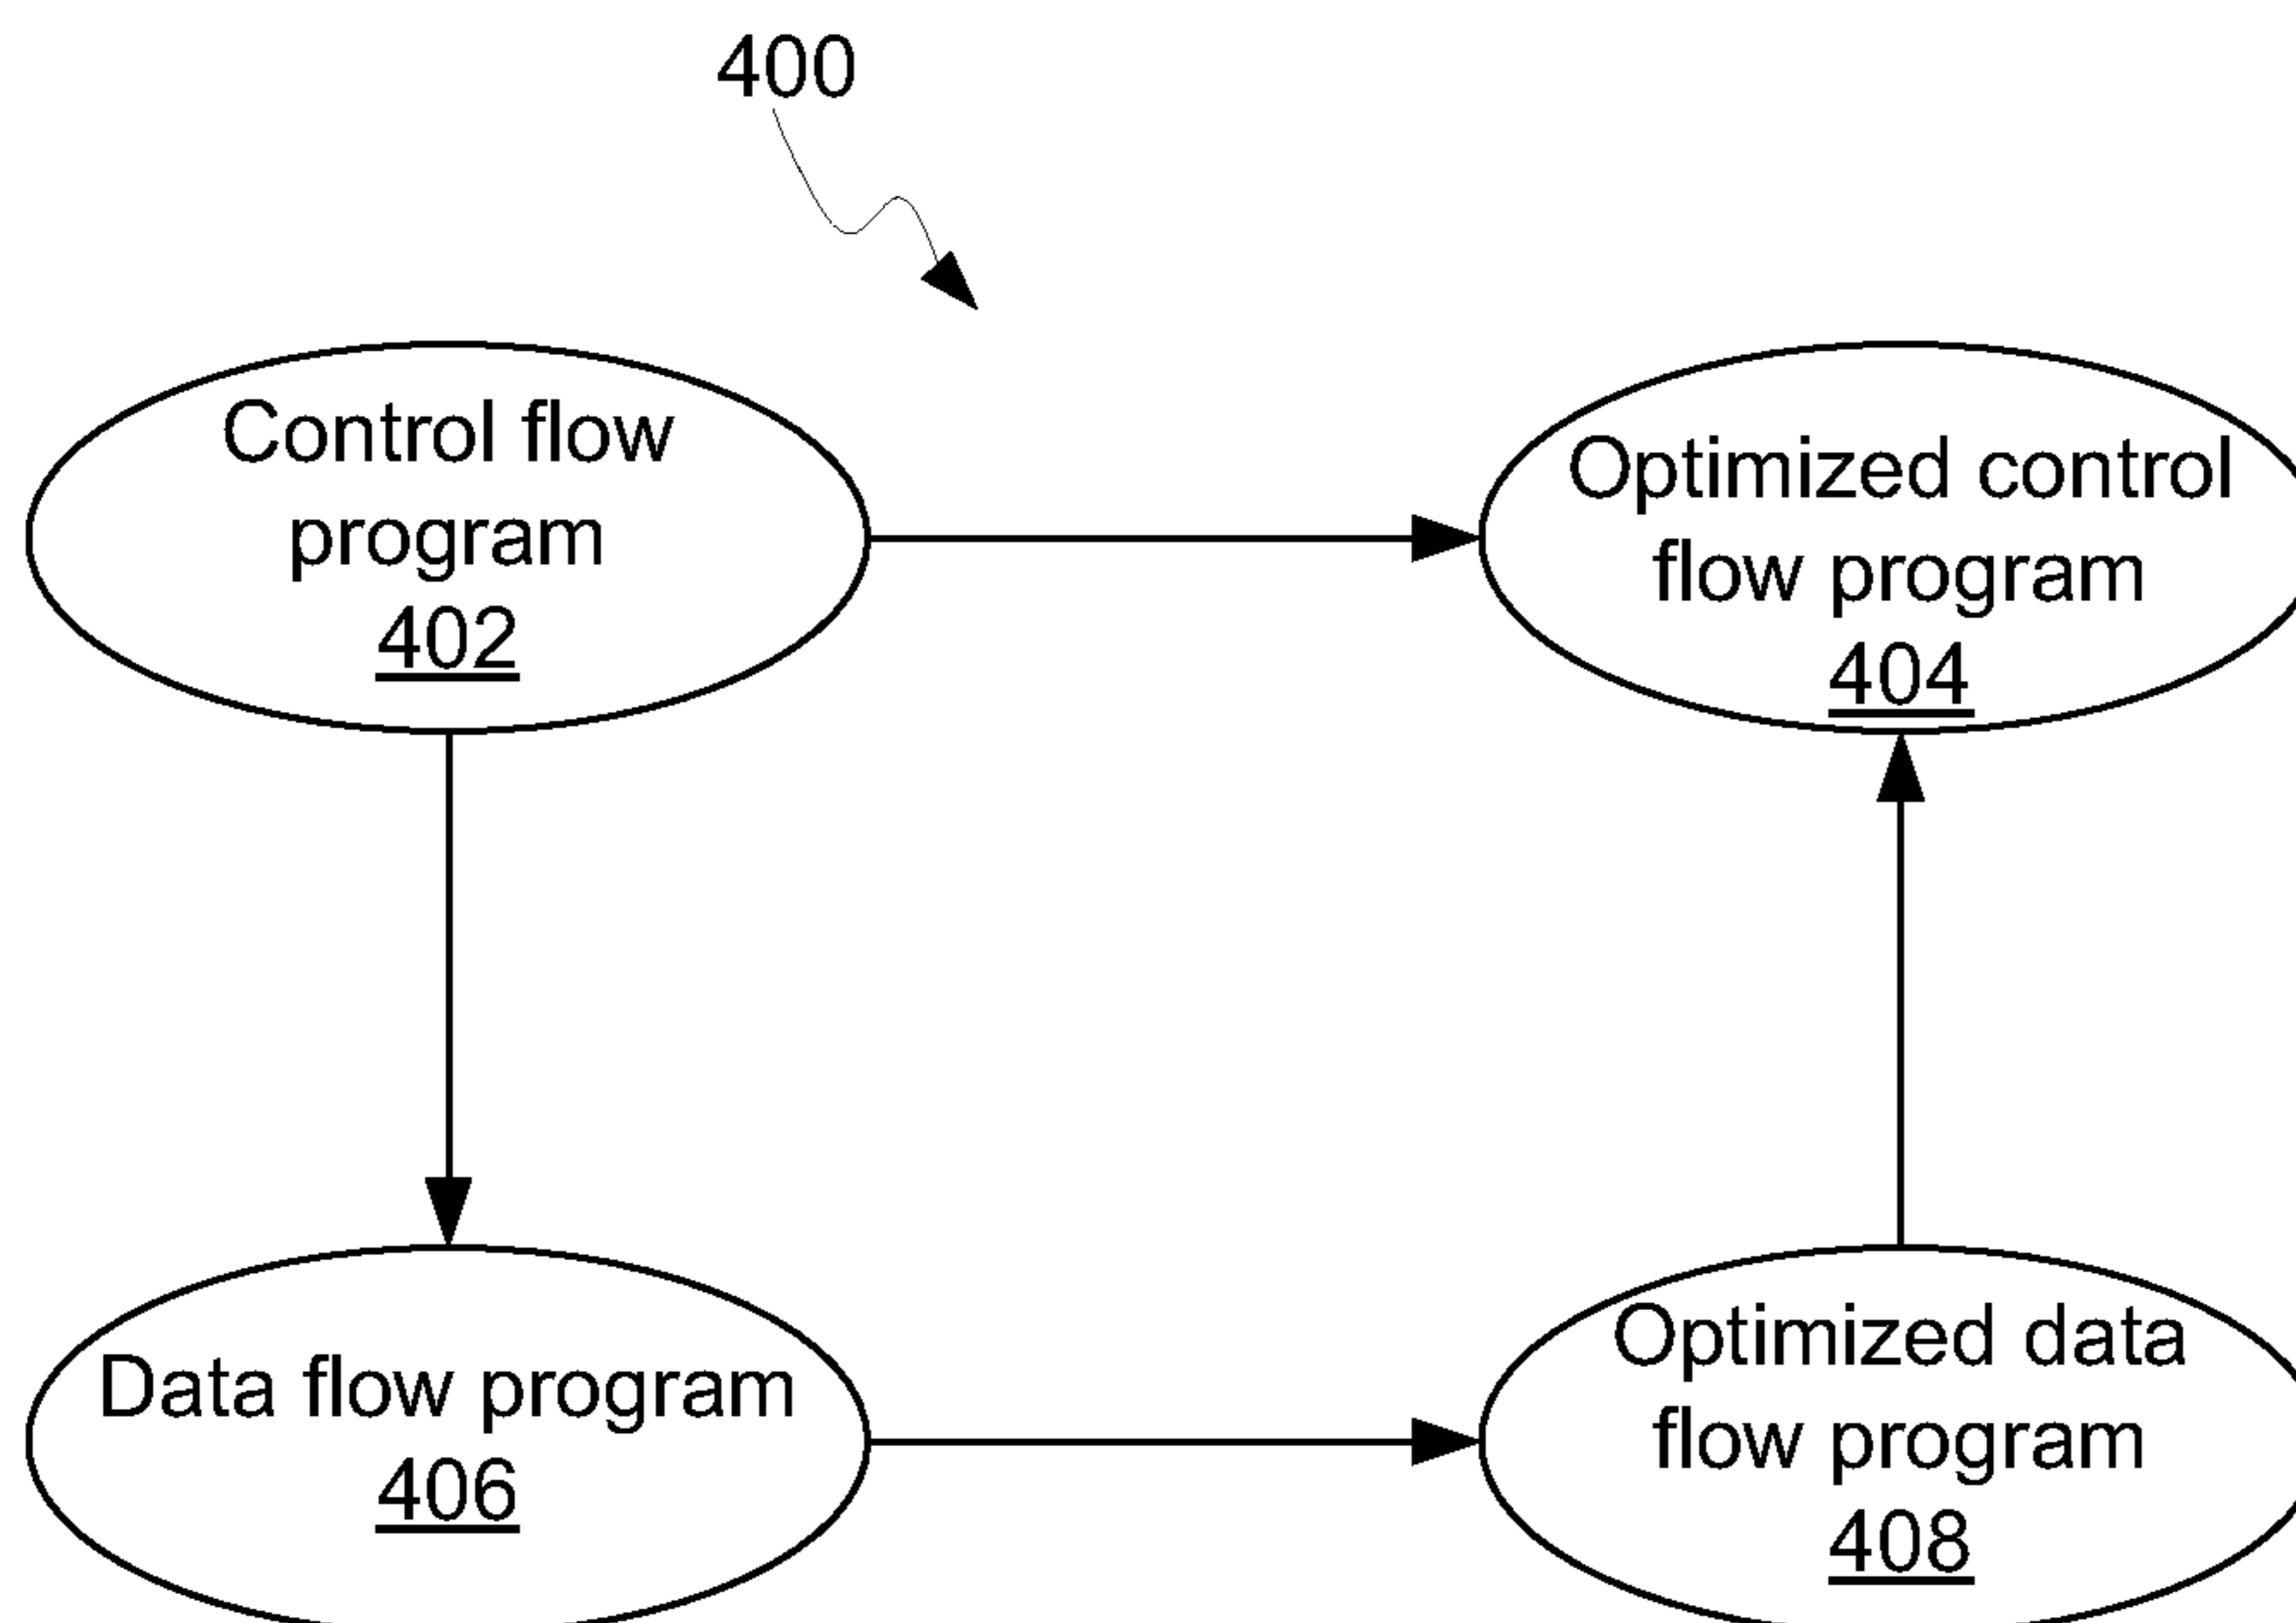 400
Control flow
program
402
Optimized control
flow program
404
Data flow program
406
Optimized data
flow program
408